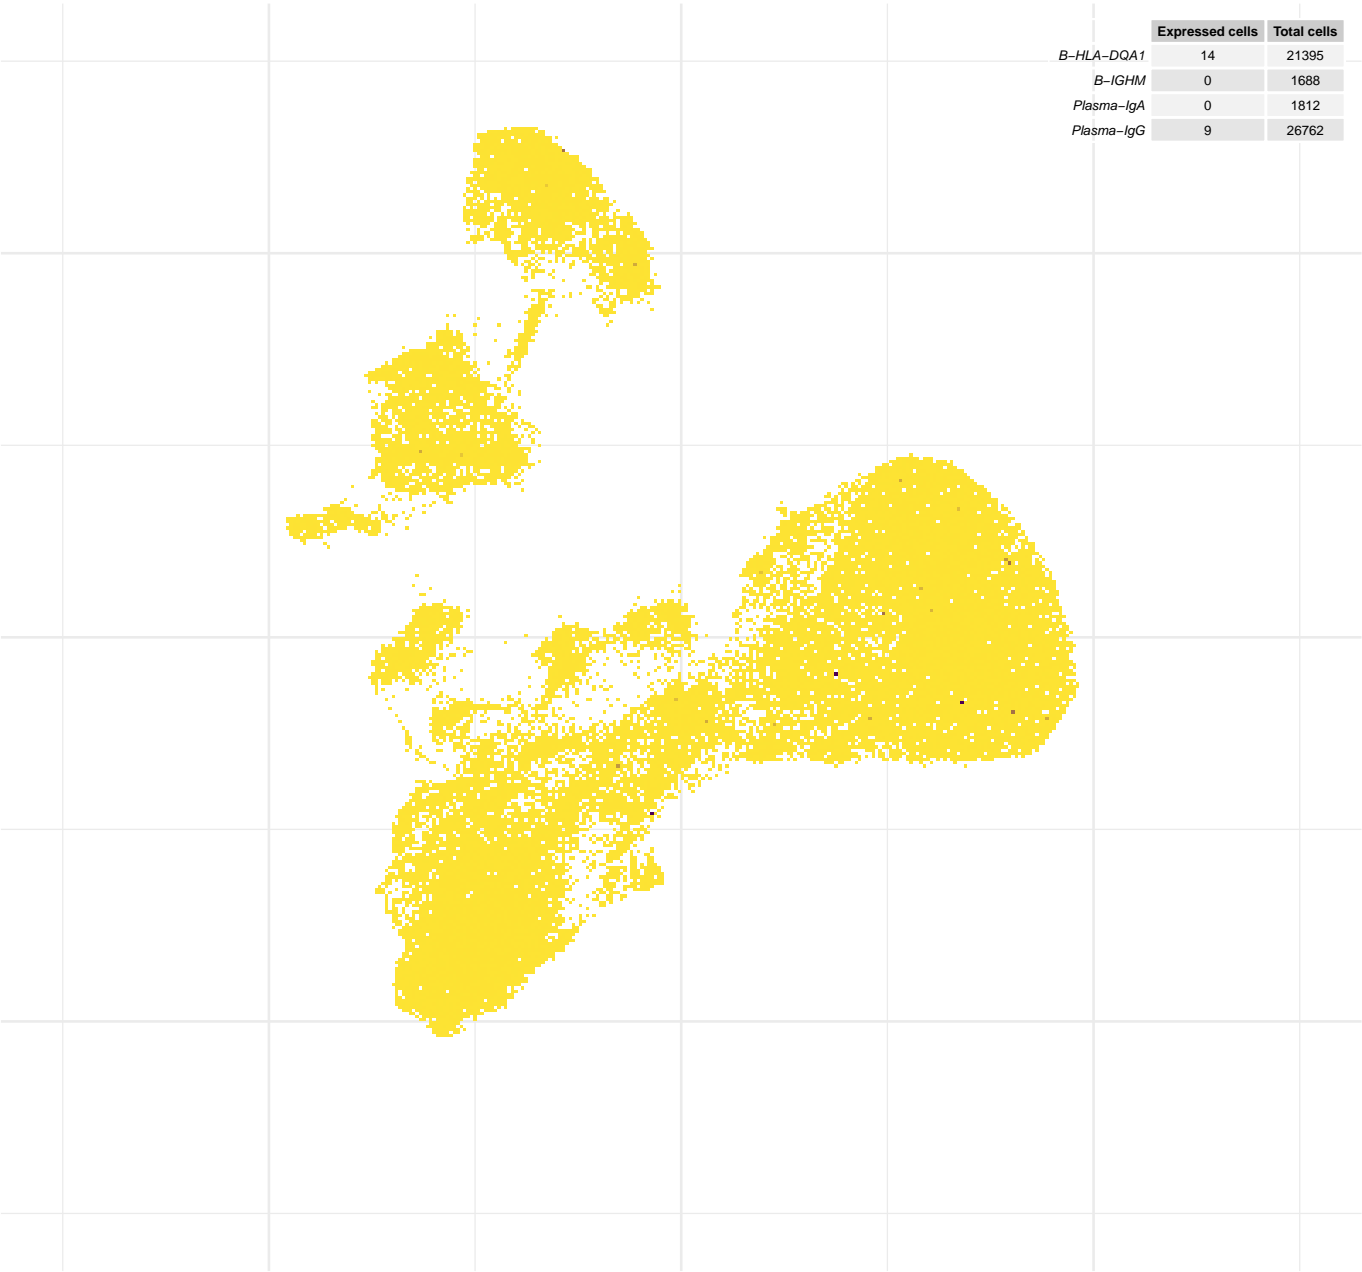 Expressed cells Total cells
B-HLA-DQA1 14 21395
B-IGHM 0 1688
Plasma-IgA 0 1812
Plasma-IgG 9 26762